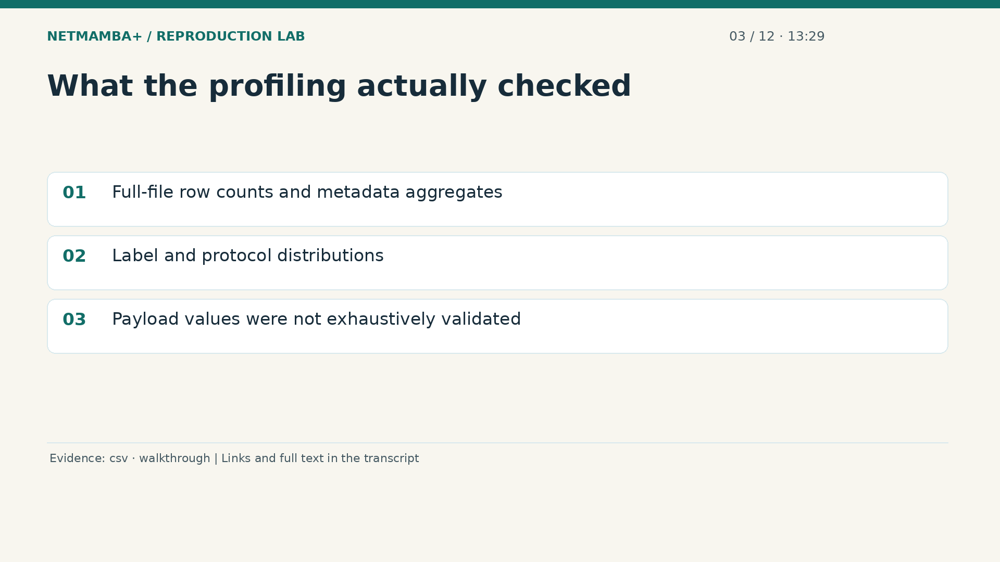 NETMAMBA+ / REPRODUCTION LAB
03 / 12 · 13:29
What the profiling actually checked
01 Full-file row counts and metadata aggregates
02 Label and protocol distributions
03 Payload values were not exhaustively validated
Evidence: csv · walkthrough | Links and full text in the transcript